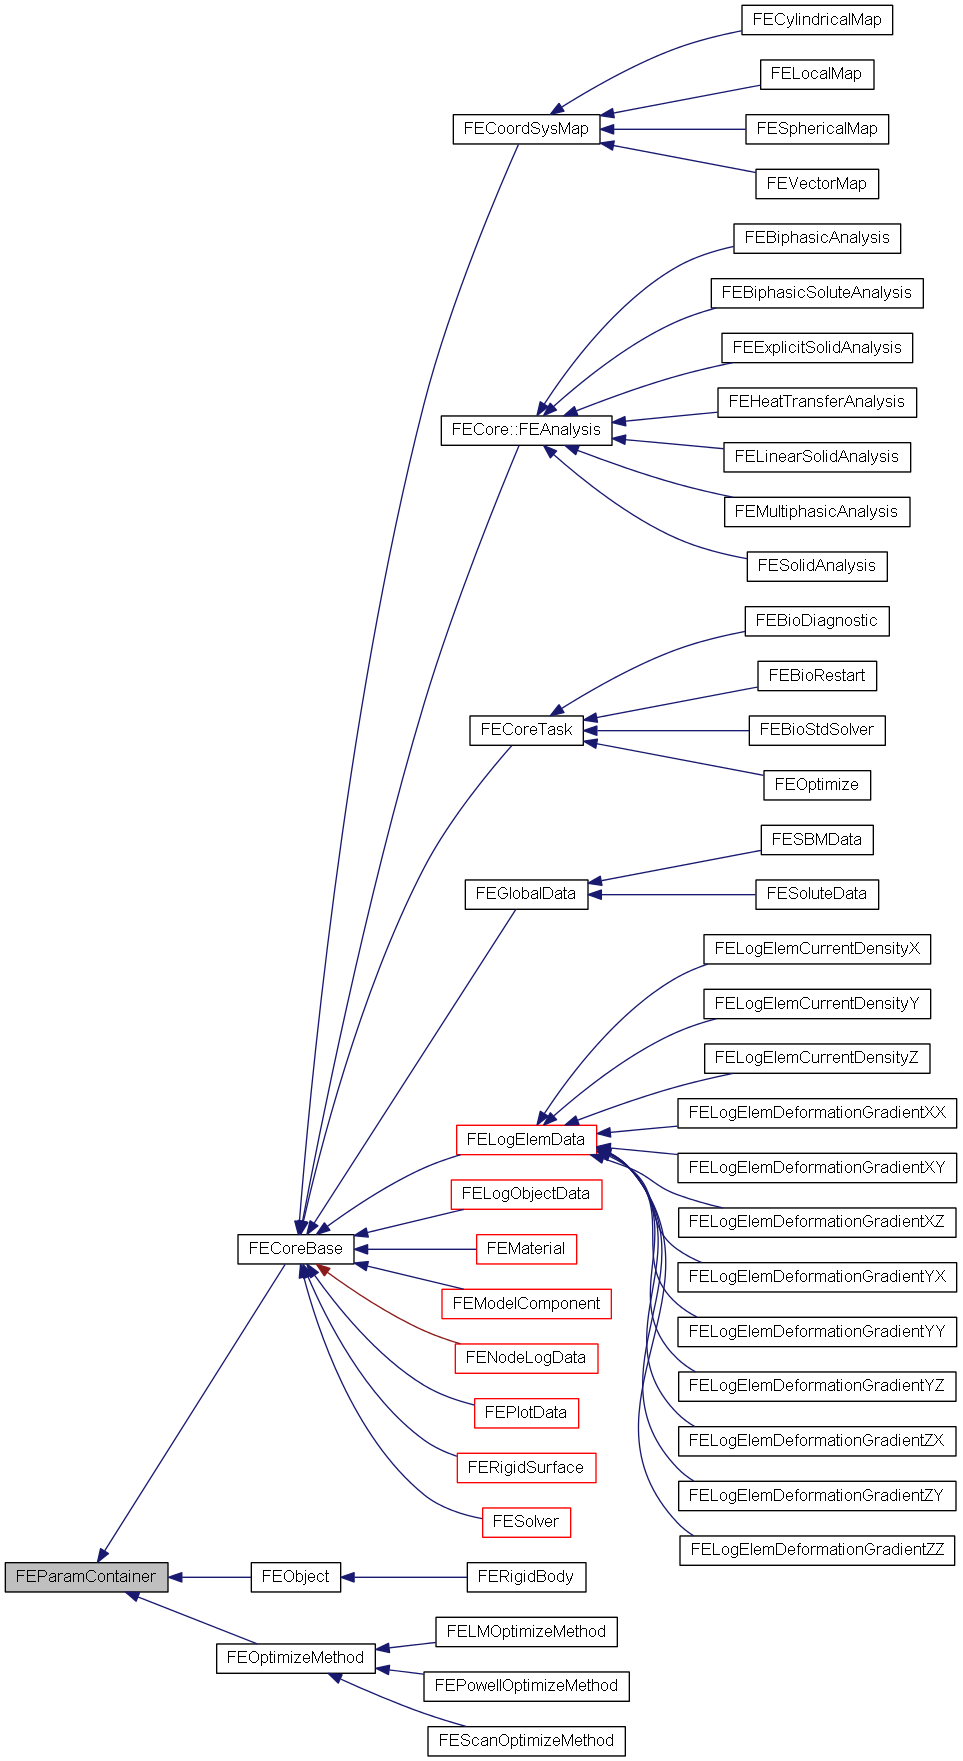 FECylindricalMap
FELocalMap
FECoordSysMap
FESphericalMap
FEVectorMap
FEBiphasicAnalysis
FEBiphasicSoluteAnalysis
FEExplicitSolidAnalysis
FEHeatTransferAnalysis
FECore::FEAnalysis
FELinearSolidAnalysis
FEMultiphasicAnalysis
FESolidAnalysis
FEBioDiagnostic
FEBioRestart
FECoreTask
FEBioStdSolver
FEOptimize
FESBMData
FEGlobalData
FESoluteData
FELogElemCurrentDensityX
FELogElemCurrentDensityY
FELogElemCurrentDensityZ
FELogElemDeformationGradientXX
FELogElemData
FELogElemDeformationGradientXY
FELogObjectData
FELogElemDeformationGradientXZ
FECoreBase
FEMaterial
FELogElemDeformationGradientYX
FEModelComponent
FELogElemDeformationGradientYY
FENodeLogData
FELogElemDeformationGradientYZ
FEPlotData
FELogElemDeformationGradientZX
FERigidSurface
FELogElemDeformationGradientZY
FESolver
FELogElemDeformationGradientZZ
FEParamContainer
FEObject
FERigidBody
FELMOptimizeMethod
FEOptimizeMethod
FEPowellOptimizeMethod
FEScanOptimizeMethod